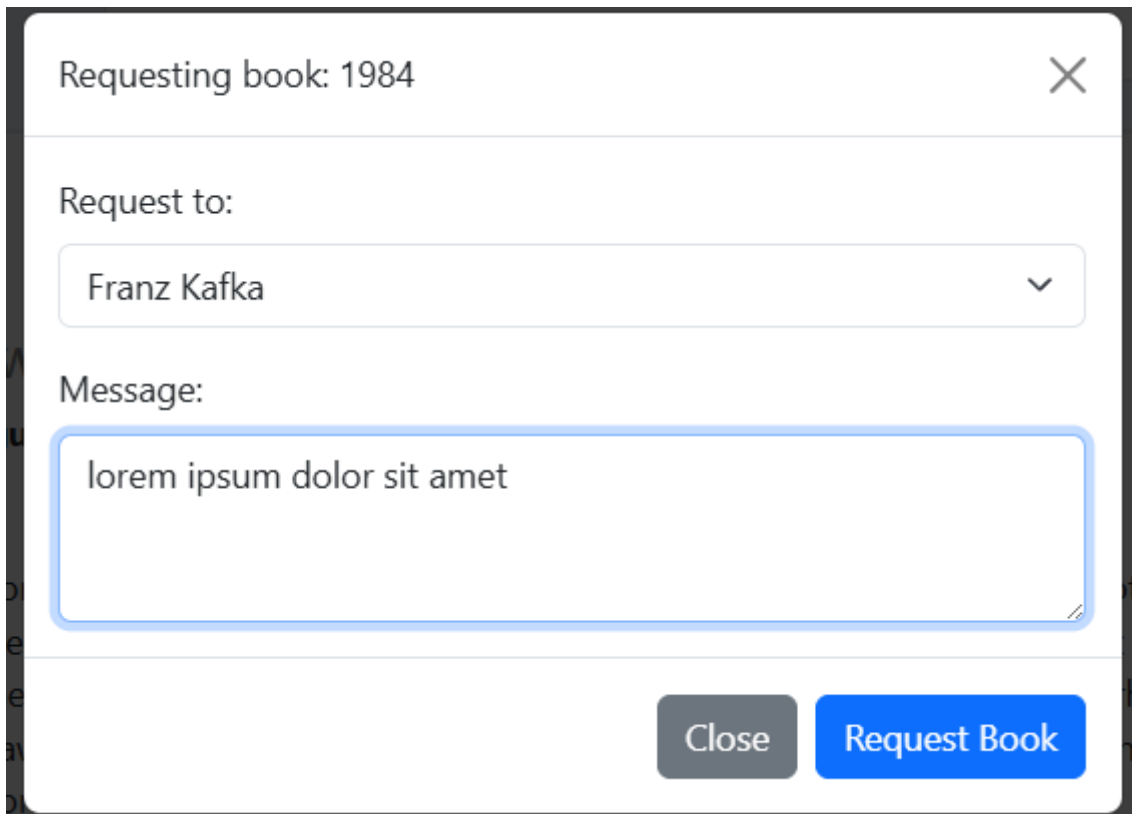 Requesting book: 1984
Request to:
Franz Kafka
Message:
lorem ipsum dolor sit amet
Close
Request Book